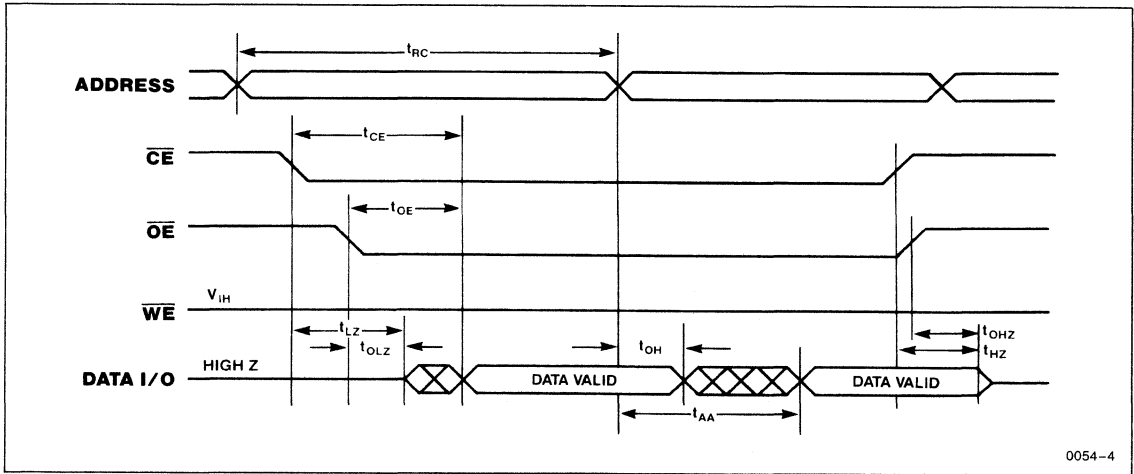 tRC
ADDRESS
tCE
CE
tOE
OE
VIH
WE
tLZ
tOHZ
tOLZ
tOH
tHZ
HIGH Z
DATA I/O
DATA VALID
DATA VALID
tAA
0054-4